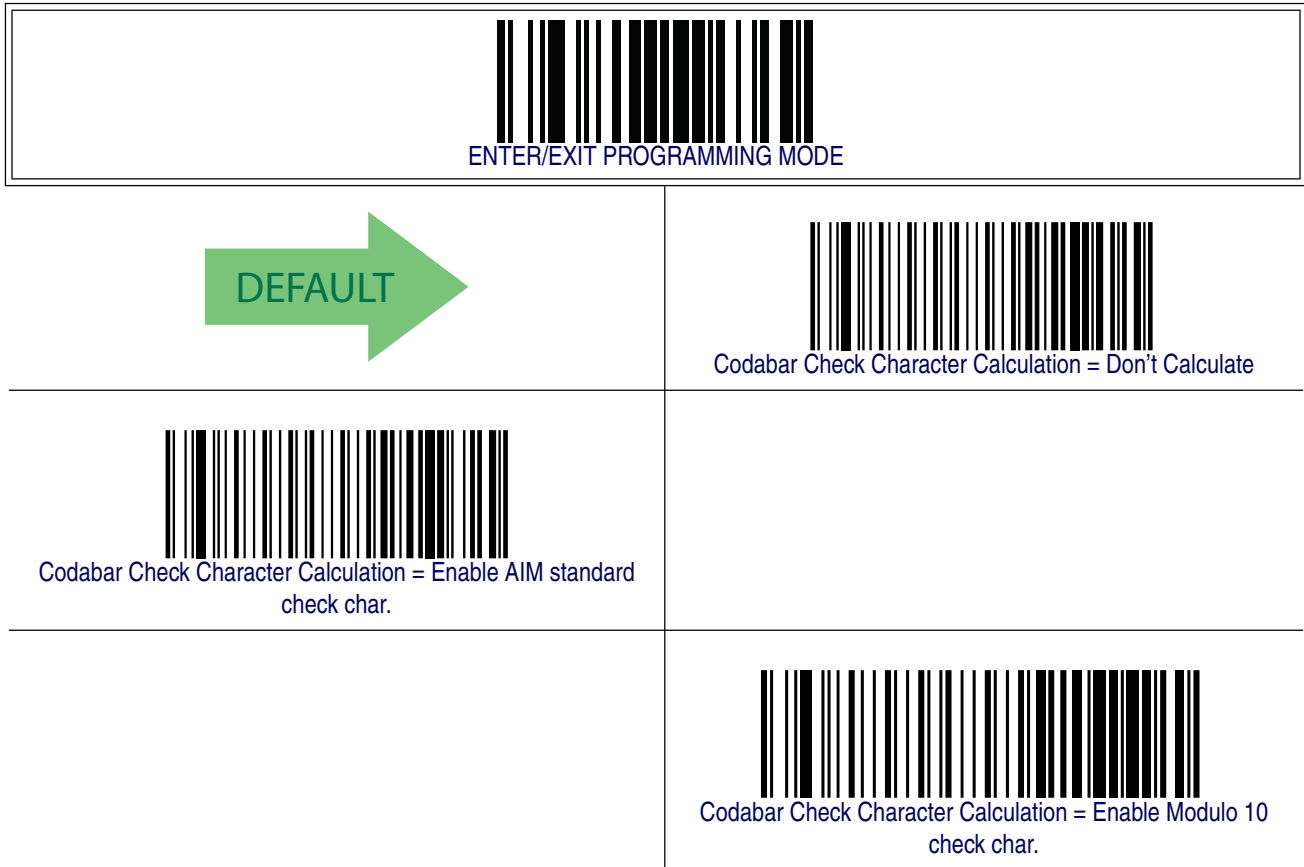 ENTER/EXIT PROGRAMMING MODE
DEFAULT
Codabar Check Character Calculation = Don't Calculate
Codabar Check Character Calculation = Enable AIM standard
check char.
Codabar Check Character Calculation = Enable Modulo 10
check char.